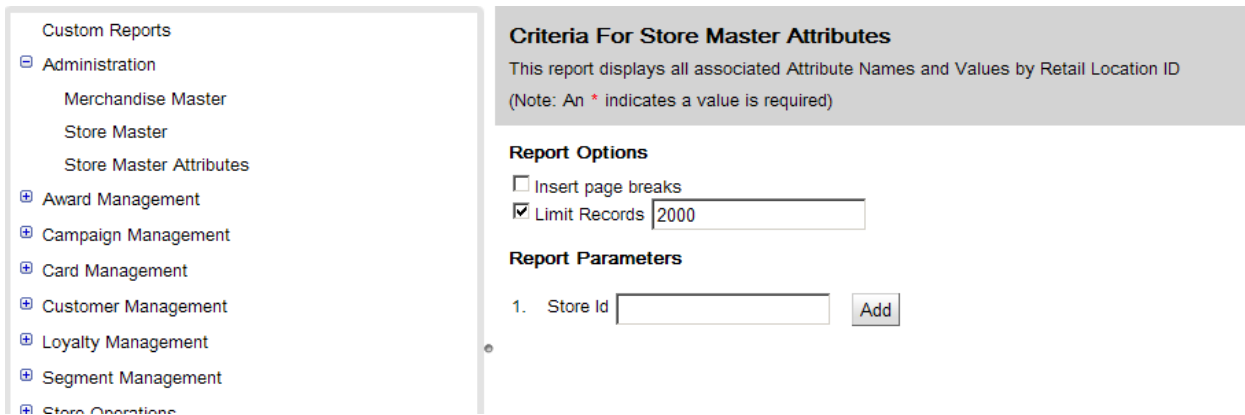 Custom Reports
Administration
Merchandise Master
Store Master
Store Master Attributes
Award Management
Campaign Management
Card Management
Customer Management
Loyalty Management
Segment Management
Store Operations
Criteria For Store Master Attributes
This report displays all associated Attribute Names and Values by Retail Location ID
(Note: An * indicates a value is required)
Report Options
Insert page breaks
Limit Records 2000
Report Parameters
1. Store Id Add